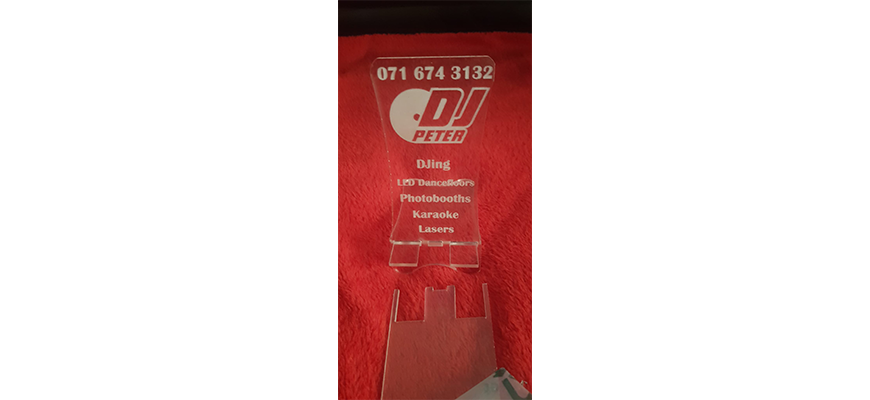 071 674 3132
DJ
PETER
DJing
LED Dancefloors
Photobooths
Karaoke
Lasers